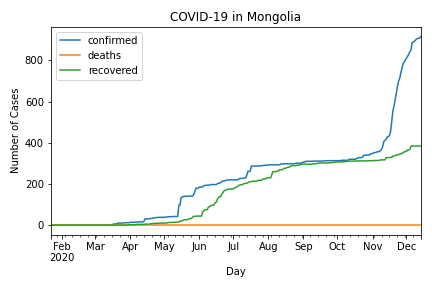 COVID-19 in Mongolia
confirmed
deaths
recovered
Number of Cases
800
600
400
200
0
Feb Mar Apr May Jun Jul Aug Sep Oct Nov Dec
2020
Day